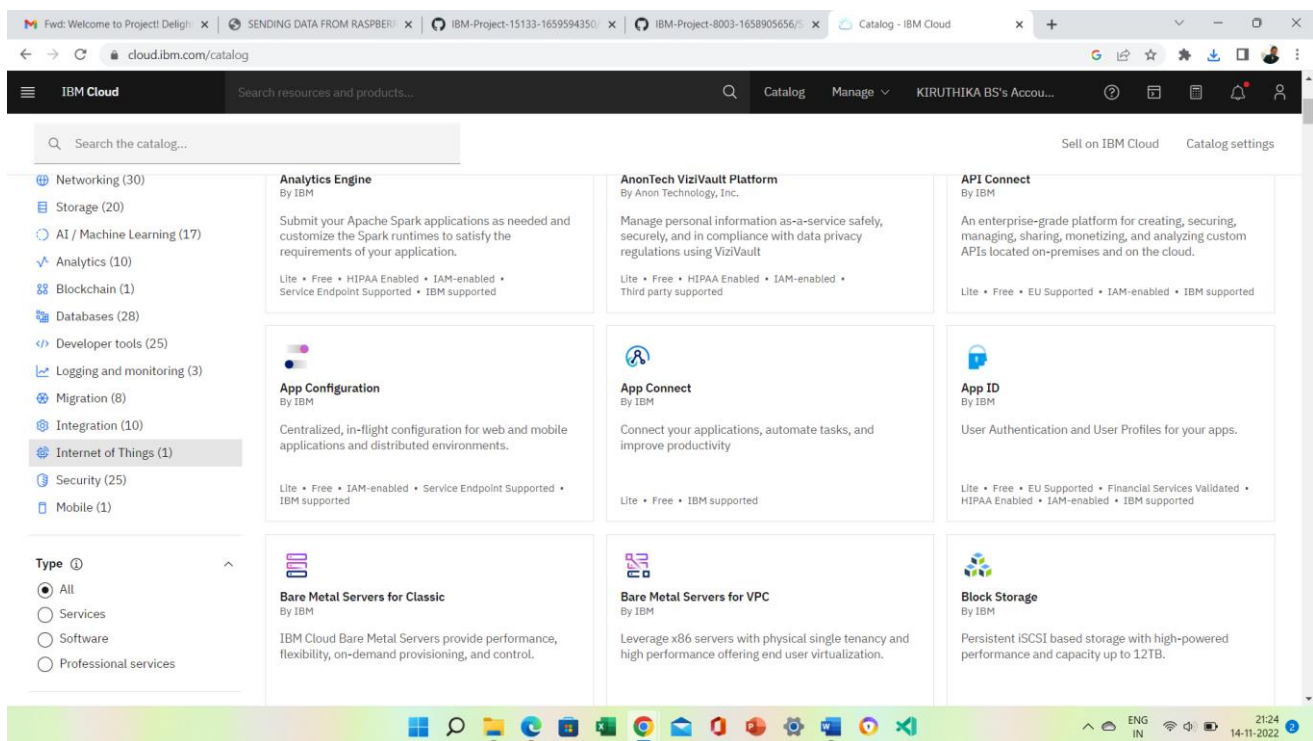 Fwd: Welcome to Project! Deligh
SENDING DATA FROM RASPBERR
IBM-Project-15133-1659594350/
IBM-Project-8003-1658905656/S
Catalog - IBM Cloud
cloud.ibm.com/catalog
IBM Cloud
Search resources and products...
Catalog
Manage
KIRUTHIKA BS's Accou...
Search the catalog...
Sell on IBM Cloud
Catalog settings
Networking (30)
Storage (20)
AI / Machine Learning (17)
Analytics (10)
Blockchain (1)
Databases (28)
Developer tools (25)
Logging and monitoring (3)
Migration (8)
Integration (10)
Internet of Things (1)
Security (25)
Mobile (1)
Type
All
Services
Software
Professional services
Analytics Engine
By IBM
Submit your Apache Spark applications as needed and
customize the Spark runtimes to satisfy the
requirements of your application.
Lite • Free • HIPAA Enabled • IAM-enabled •
Service Endpoint Supported • IBM supported
AnonTech ViziVault Platform
By Anon Technology, Inc.
Manage personal information as-a-service safely,
securely, and in compliance with data privacy
regulations using ViziVault
Lite • Free • HIPAA Enabled • IAM-enabled •
Third party supported
API Connect
By IBM
An enterprise-grade platform for creating, securing,
managing, sharing, monetizing, and analyzing custom
APIs located on-premises and on the cloud.
Lite • Free • EU Supported • IAM-enabled • IBM supported
App Configuration
By IBM
Centralized, in-flight configuration for web and mobile
applications and distributed environments.
Lite • Free • IAM-enabled • Service Endpoint Supported •
IBM supported
App Connect
By IBM
Connect your applications, automate tasks, and
improve productivity
Lite • Free • IBM supported
App ID
By IBM
User Authentication and User Profiles for your apps.
Lite • Free • EU Supported • Financial Services Validated •
HIPAA Enabled • IAM-enabled • IBM supported
Bare Metal Servers for Classic
By IBM
IBM Cloud Bare Metal Servers provide performance,
flexibility, on-demand provisioning, and control.
Bare Metal Servers for VPC
By IBM
Leverage x86 servers with physical single tenancy and
high performance offering end user virtualization.
Block Storage
By IBM
Persistent iSCSI based storage with high-powered
performance and capacity up to 12TB.
ENG
IN
21:24
14-11-2022
2